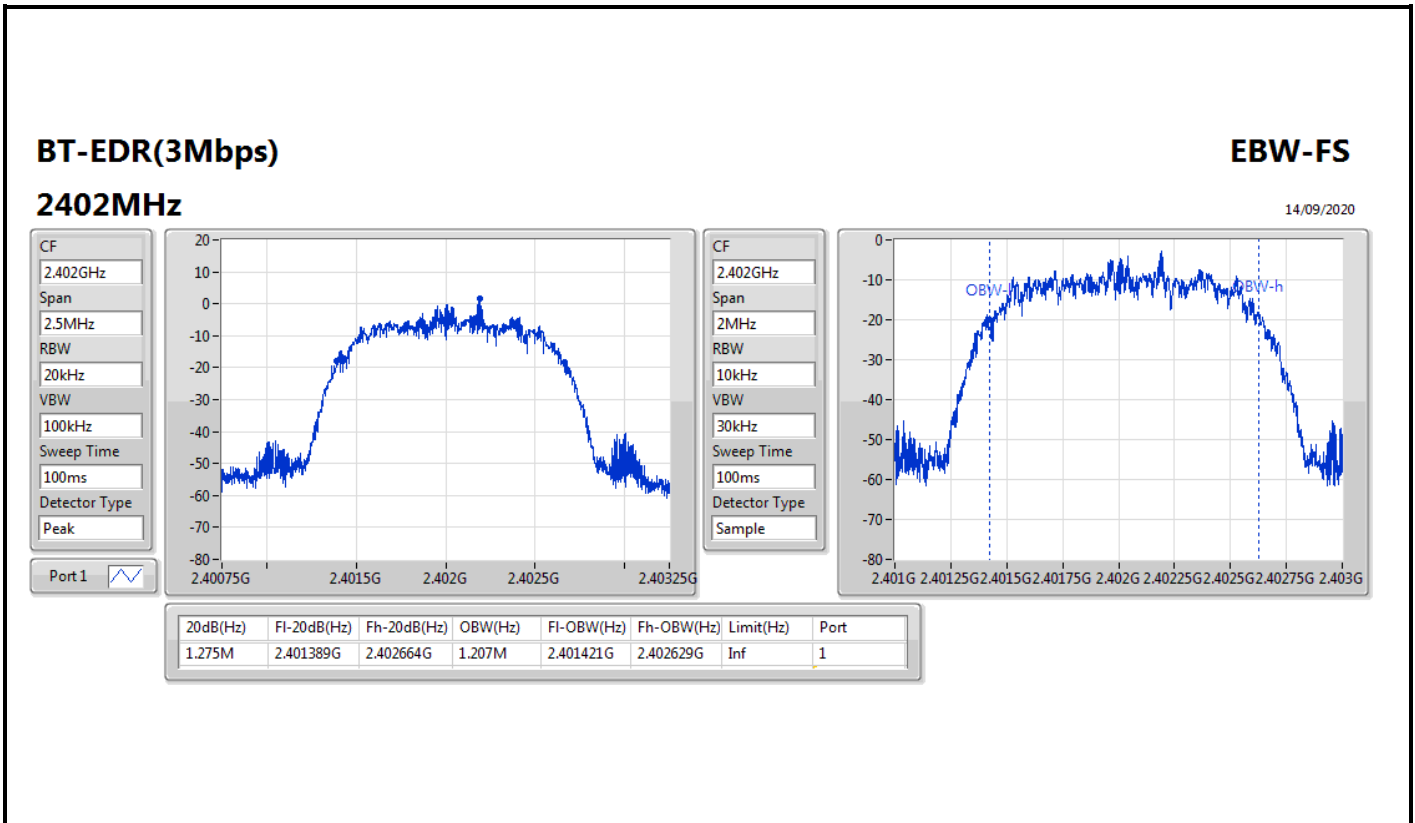 BT-EDR(3Mbps)
EBW-FS
2402MHz
14/09/2020
CF
2.402GHz
Span
2.5MHz
RBW
20kHz
VBW
100kHz
Sweep Time
100ms
Detector Type
Peak
Port 1
20
10
0
-10
-20
-30
-40
-50
-60
-70
-80
2.40075G 2.4015G 2.402G 2.4025G 2.40325G
CF
2.402GHz
Span
2MHz
RBW
10kHz
VBW
30kHz
Sweep Time
100ms
Detector Type
Sample
0
-10
-20
-30
-40
-50
-60
-70
-80
OBW-l
OBW-h
2.401G 2.40125G 2.4015G 2.40175G 2.402G 2.40225G 2.4025G 2.40275G 2.403G
20dB(Hz) Fl-20dB(Hz) Fh-20dB(Hz) OBW(Hz) Fl-OBW(Hz) Fh-OBW(Hz) Limit(Hz) Port
1.275M 2.401389G 2.402664G 1.207M 2.401421G 2.402629G Inf 1